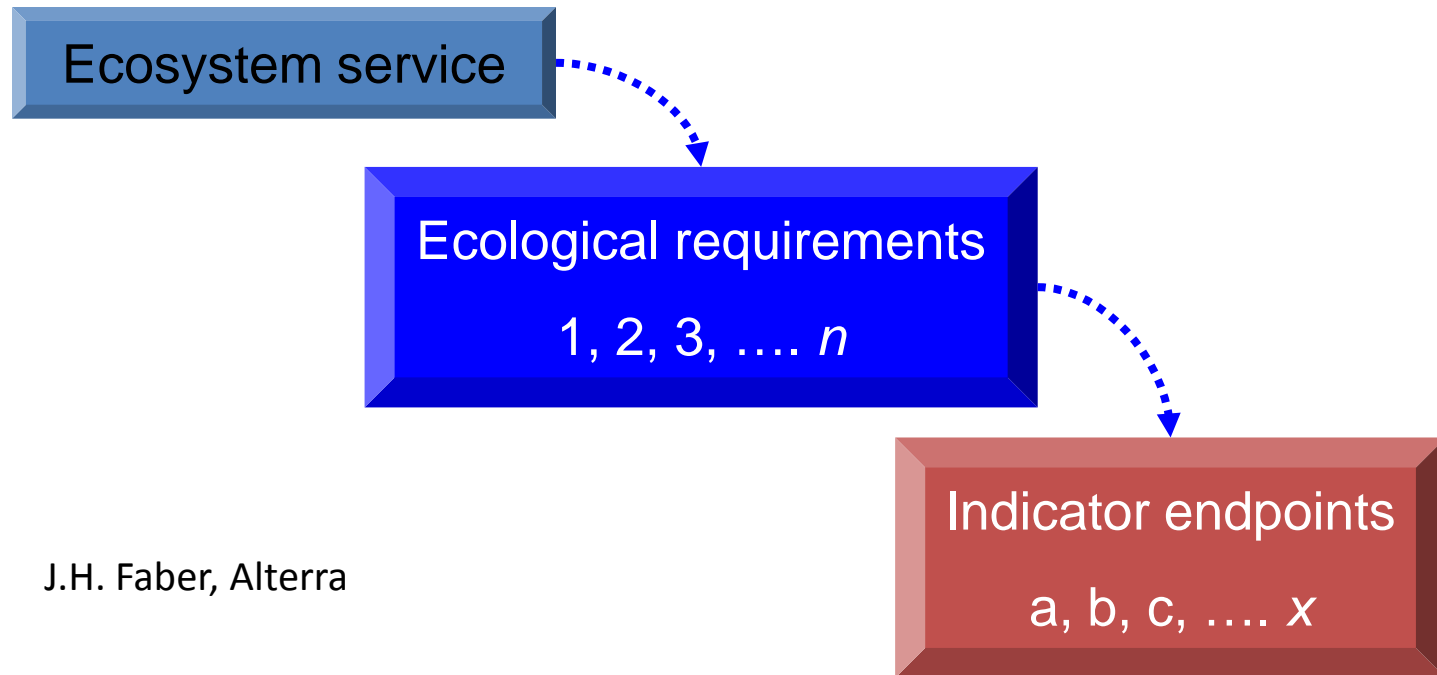 Ecosystem service
Ecological requirements
1, 2, 3, …. n
Indicator endpoints
a, b, c, …. x
J.H. Faber, Alterra